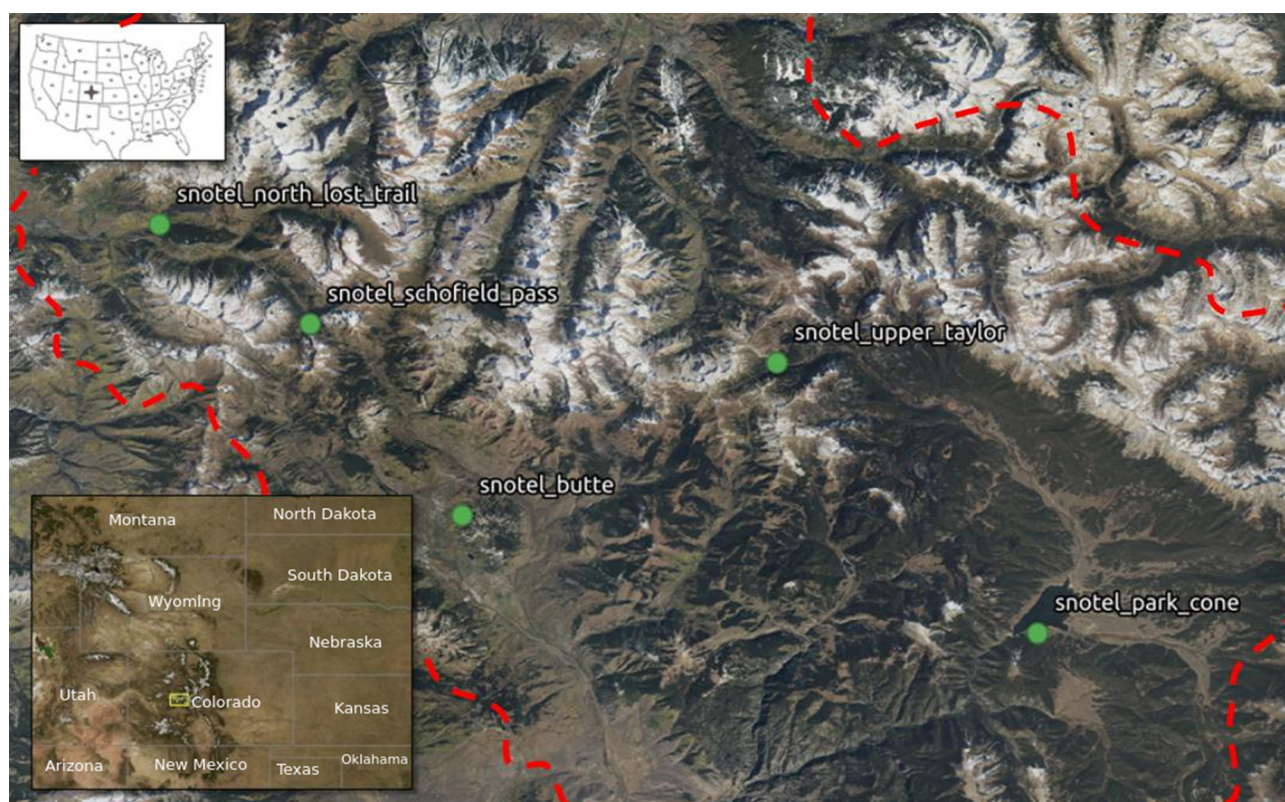 snotel_north_lost_trail
snotel_schofield_pass
snotel_upper_taylor
snotel_butte
snotel_park_cone
Montana
North Dakota
South Dakota
Wyoming
Nebraska
Utah
Colorado
Kansas
Arizona
New Mexico
Texas
Oklahoma